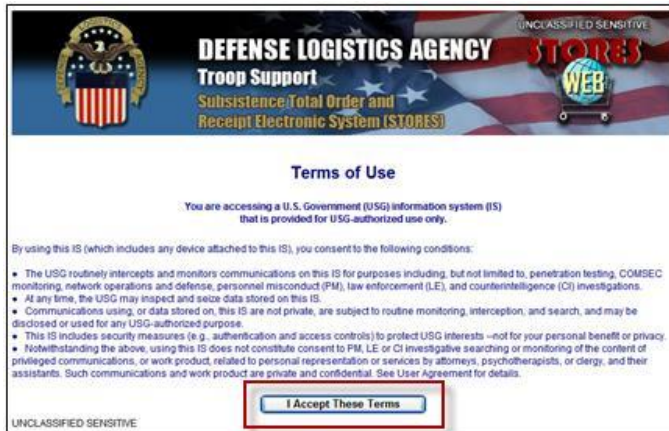 UNCLASSIFIED SENSITIVE
DEFENSE LOGISTICS AGENCY
STORES
Troop Support
WEB
Subsistence Total Order and
Receipt Electronic System (STORES)
Terms of Use
You are accessing a U.S. Government (USG) information system (IS)
that is provided for USG-authorized use only.
By using this IS (which includes any device attached to this IS), you consent to the following conditions:
• The USG routinely intercepts and monitors communications on this IS for purposes including, but not limited to, penetration testing, COMSEC
monitoring, network operations and defense, personnel misconduct (PM), law enforcement (LE), and counterintelligence (CI) investigations.
• At any time, the USG may inspect and seize data stored on this IS.
• Communications using, or data stored on, this IS are not private, are subject to routine monitoring, interception, and search, and may be
disclosed or used for any USG-authorized purpose.
• This IS includes security measures (e.g., authentication and access controls) to protect USG interests --not for your personal benefit or privacy.
• Notwithstanding the above, using this IS does not constitute consent to PM, LE or CI investigative searching or monitoring of the content of
privileged communications, or work product, related to personal representation or services by attorneys, psychotherapists, or clergy, and their
assistants. Such communications and work product are private and confidential. See User Agreement for details.
I Accept These Terms
UNCLASSIFIED SENSITIVE